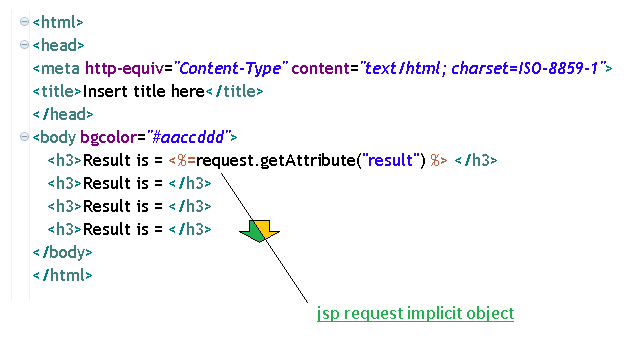 <html>
<head>
<meta http-equiv="Content-Type" content="text/html; charset=ISO-8859-1">
<title>Insert title here</title>
</head>
<body bgcolor="#aaccddd">
<h3>Result is = <%=request.getAttribute("result") %> </h3>
<h3>Result is = </h3>
<h3>Result is = </h3>
<h3>Result is = </h3>
</body>
</html>
jsp request implicit object